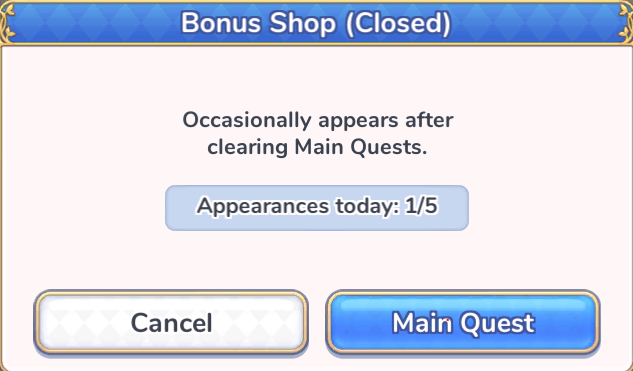 Bonus Shop (Closed)
Occasionally appears after
clearing Main Quests.
Appearances today: 1/5
Cancel
Main Quest